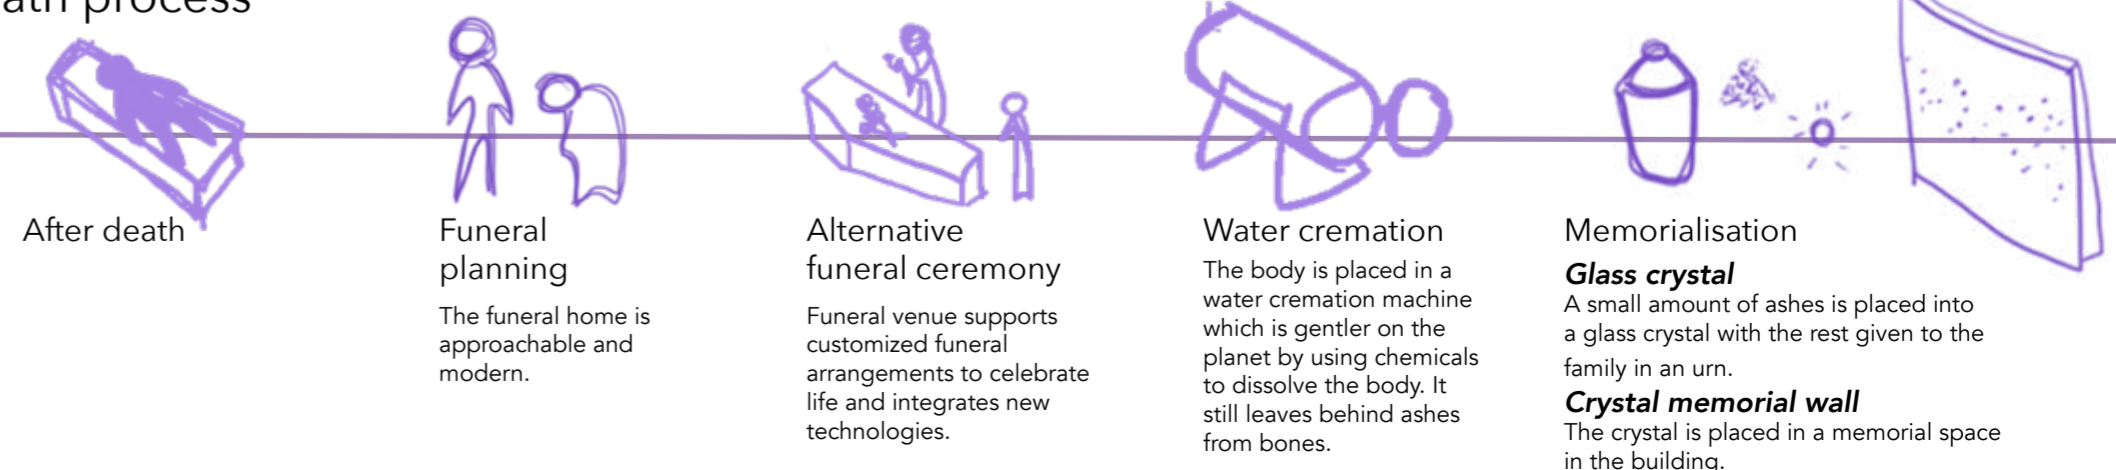 ath process
After death
Funeral
planning
The funeral home is
approachable and
modern.
Alternative
funeral ceremony
Funeral venue supports
customized funeral
arrangements to celebrate
life and integrates new
technologies.
Water cremation
The body is placed in a
water cremation machine
which is gentler on the
planet by using chemicals
to dissolve the body. It
still leaves behind ashes
from bones.
Memorialisation
Glass crystal
A small amount of ashes is placed into
a glass crystal with the rest given to the
family in an urn.
Crystal memorial wall
The crystal is placed in a memorial space
in the building.